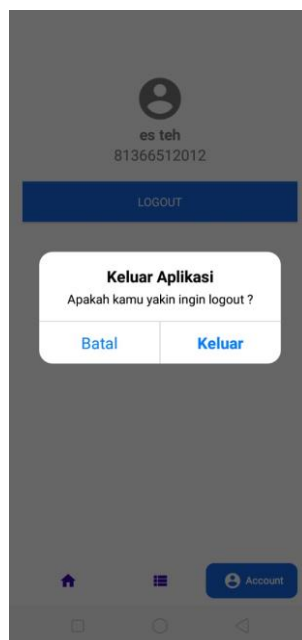 es teh
81366512012
LOGOUT
Keluar Aplikasi
Apakah kamu yakin ingin logout ?
Batal
Keluar
Account